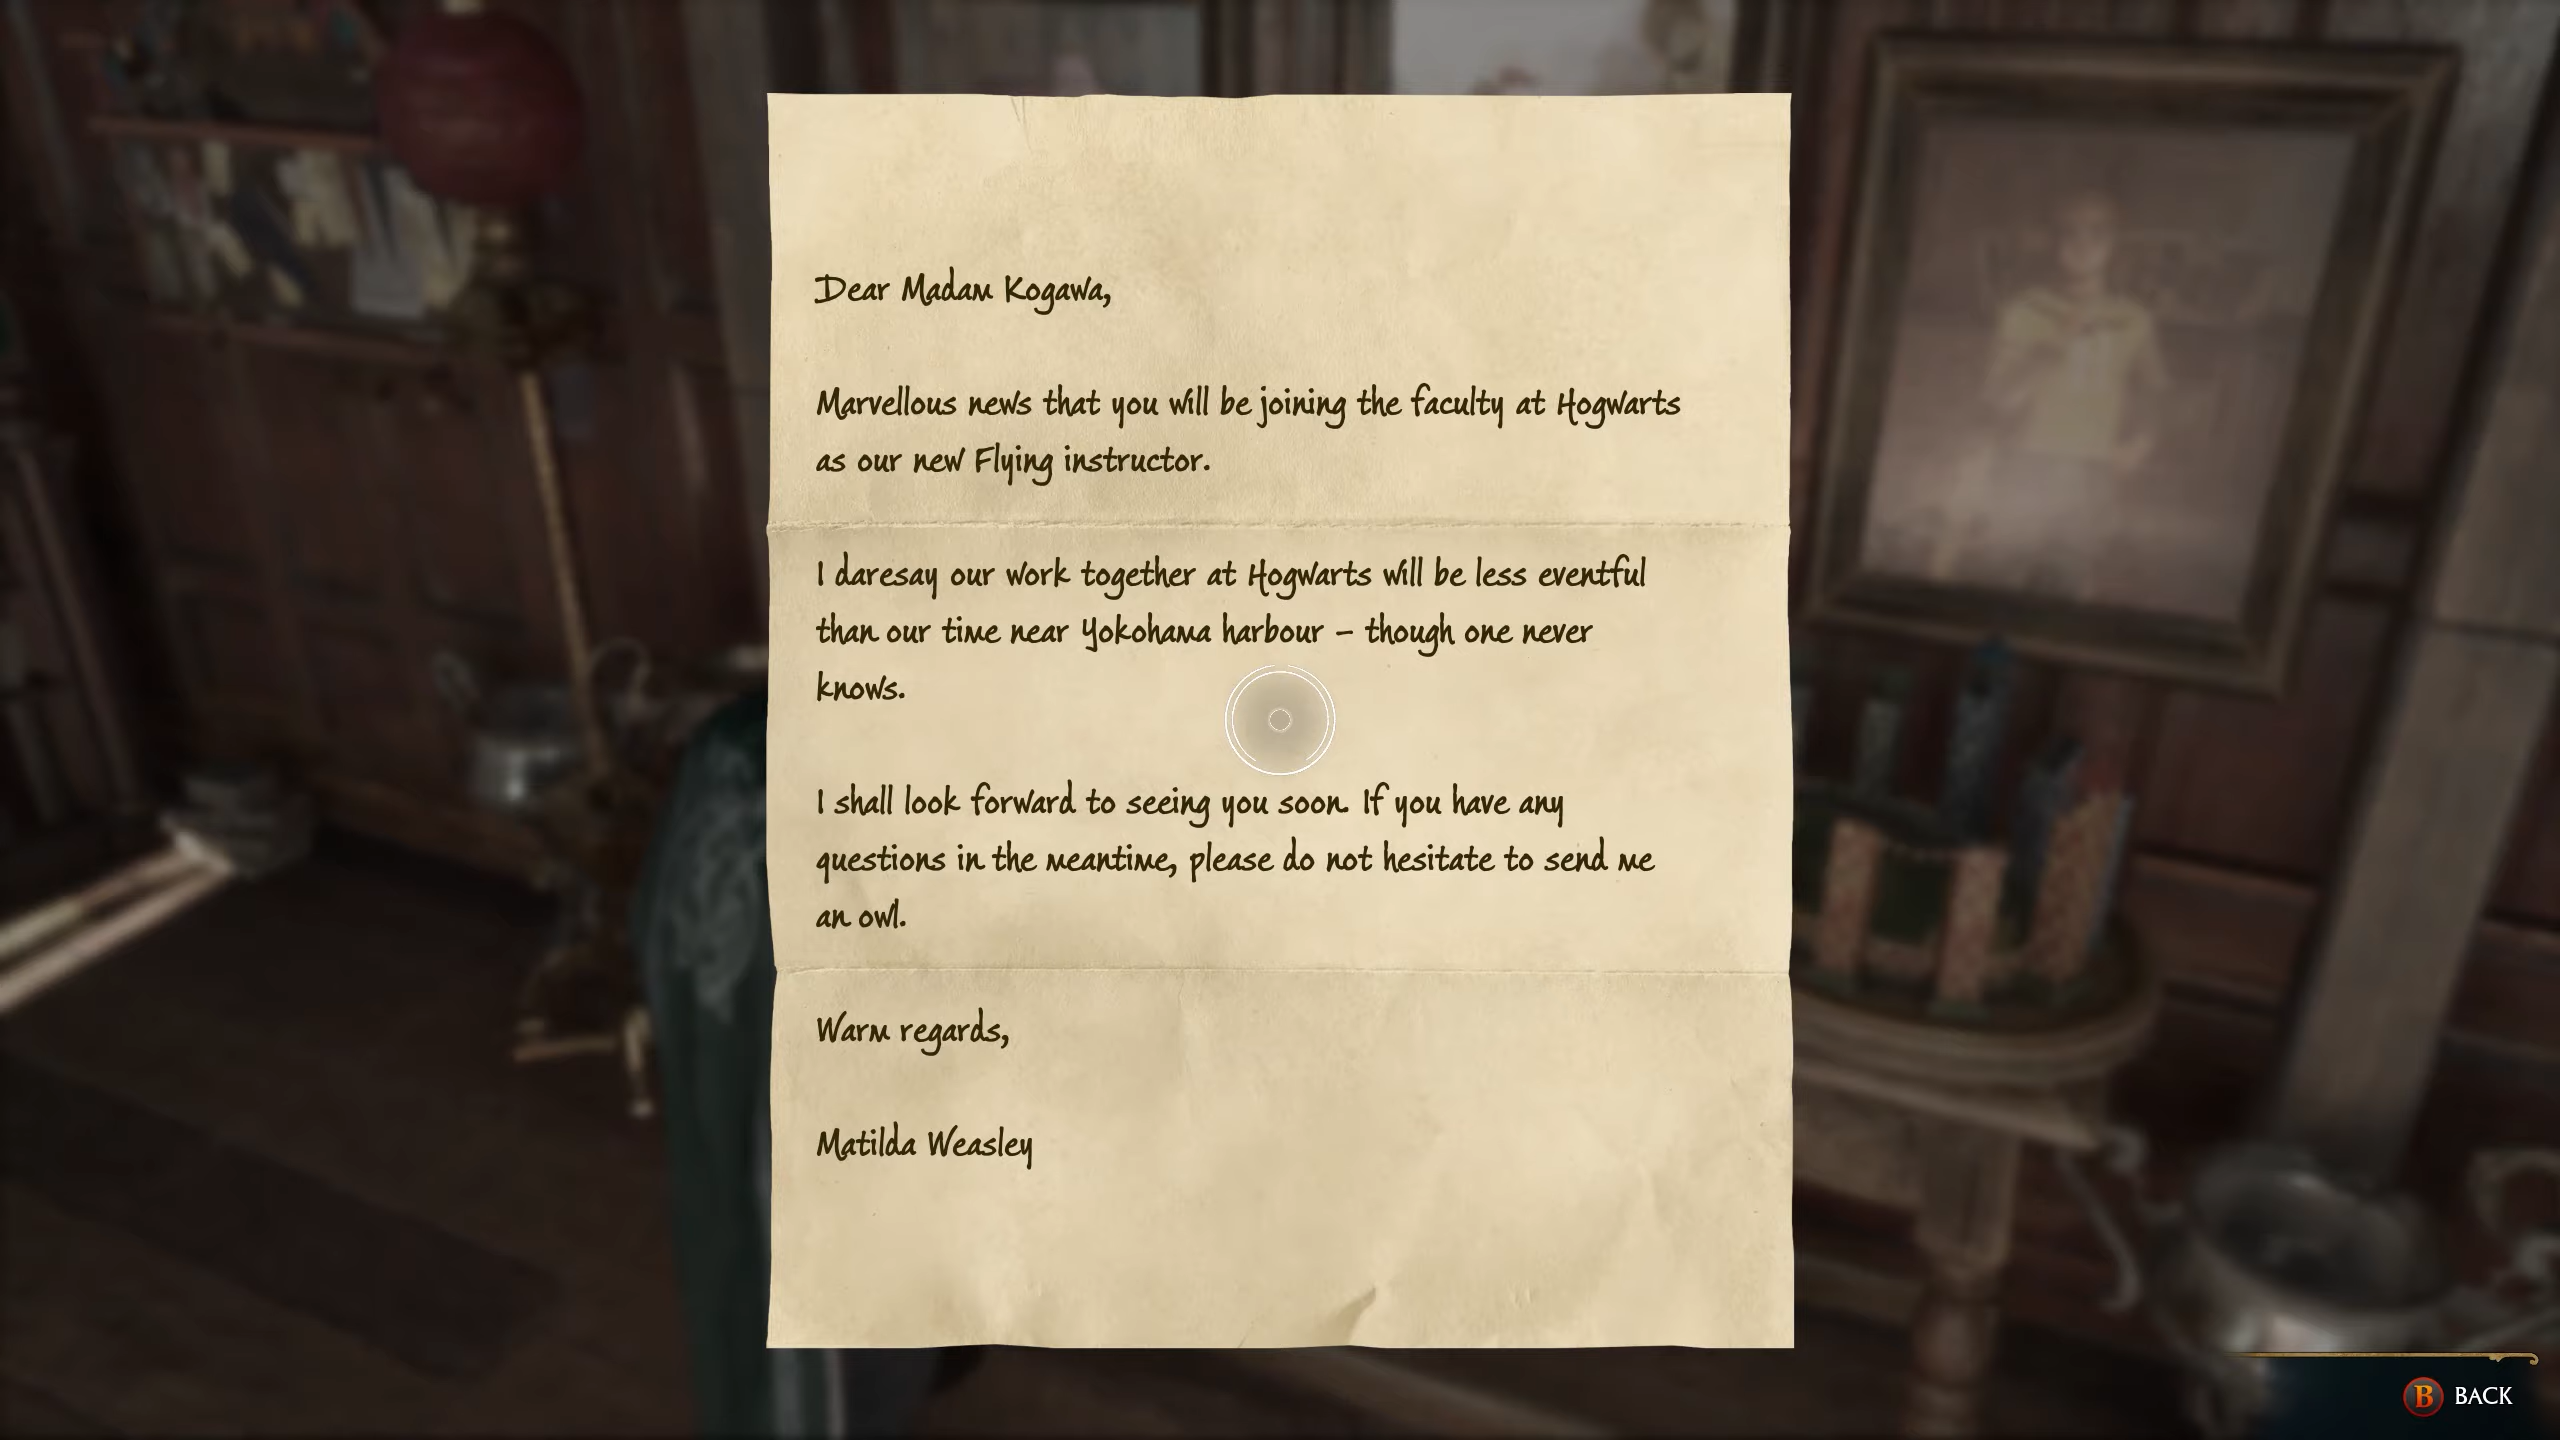 Dear Madam Kogawa,
Marvellous news that you will be joining the faculty at Hogwarts
as our new Flying instructor.
I daresay our work together at Hogwarts will be less eventful
than our time near Yokohama harbour – though one never
knows.
I shall look forward to seeing you soon. If you have any
questions in the meantime, please do not hesitate to send me
an owl.
Warm regards,
Matilda Weasley
B BACK